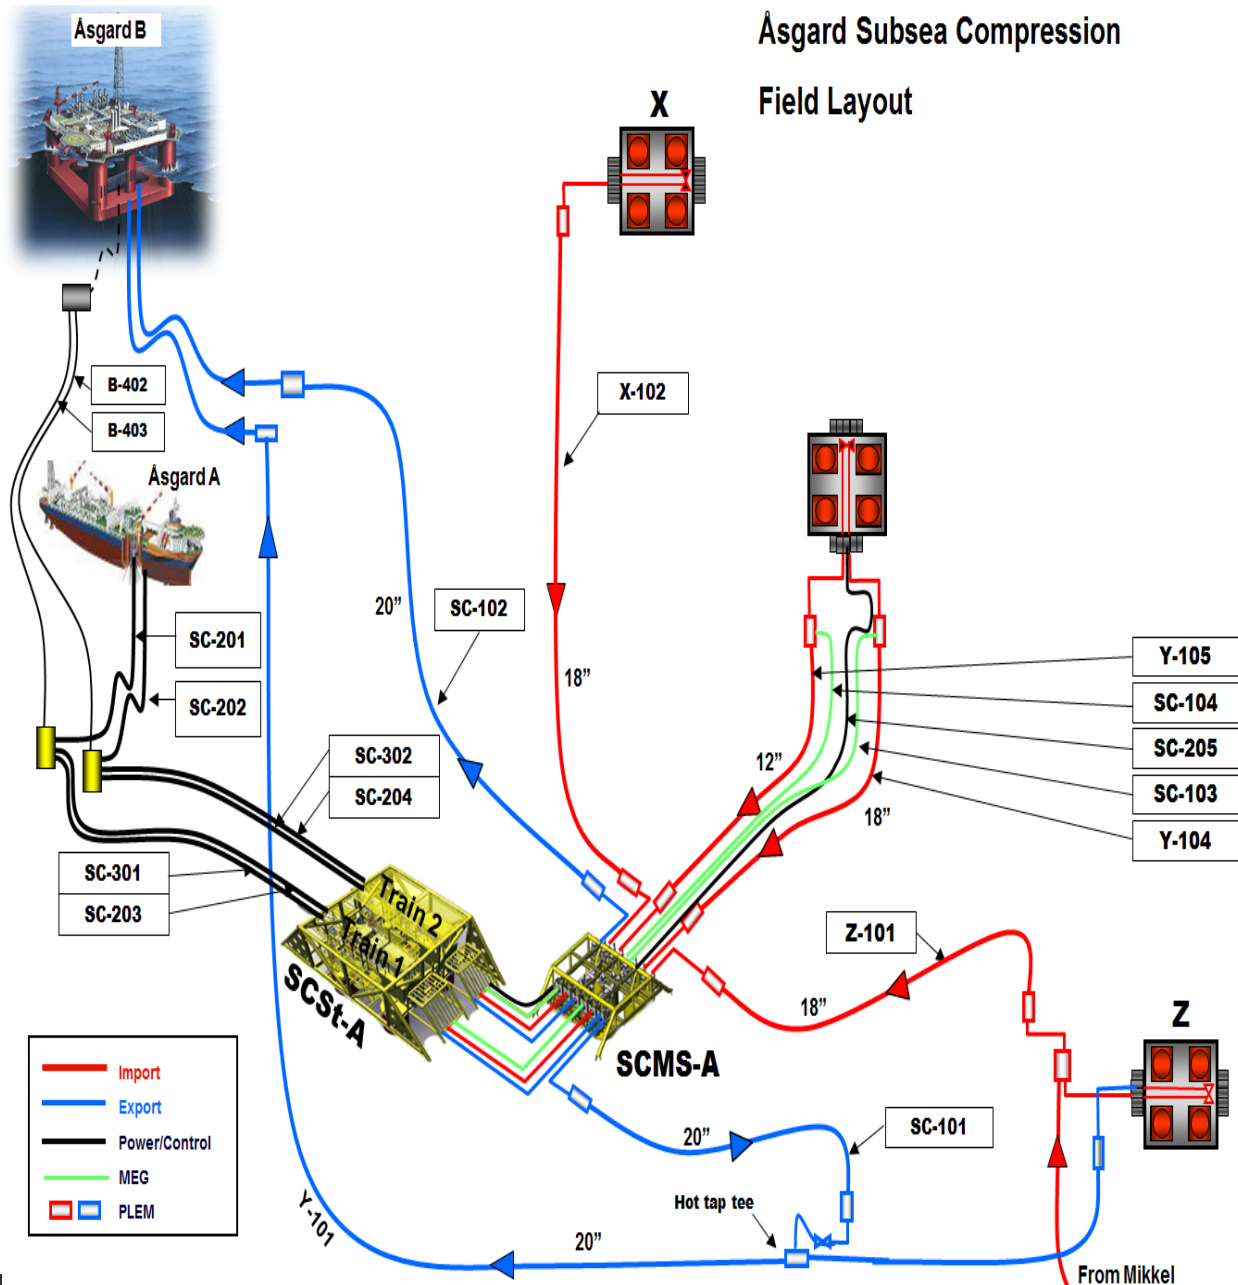 Åsgard B
Åsgard Subsea Compression
Field Layout
X
B-402
B-403
X-102
Åsgard A
20”
SC-102
SC-201
18”
SC-202
Y-105
SC-104
SC-205
SC-103
Y-104
SC-302
SC-204
12”
18”
SC-301
SC-203
Train 2
Train 1
SCSt-A
Z-101
18”
Z
SCMS-A
Import
Export
Power/Control
MEG
PLEM
20”
SC-101
Y-101
Hot tap tee
20”
From Mikkel